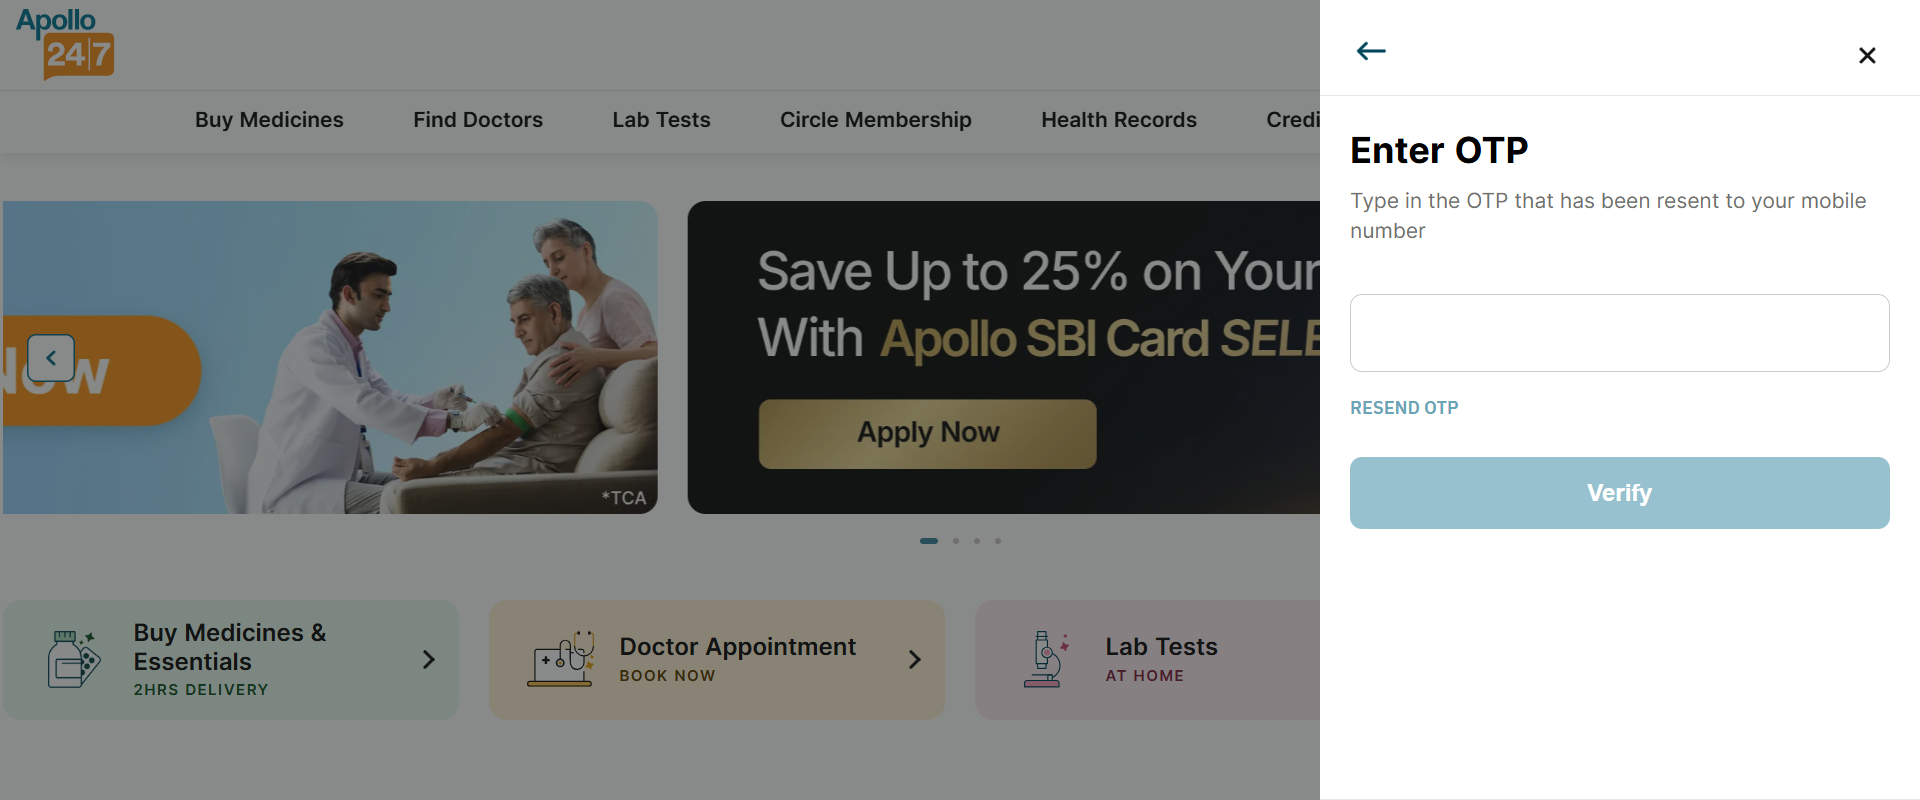 Apollo
24|7
Buy Medicines
Find Doctors
Lab Tests
Circle Membership
Health Records
Credi
Now
*TCA
Save Up to 25% on Your
With Apollo SBI Card SELE
Apply Now
Buy Medicines &
Essentials
2HRS DELIVERY
Doctor Appointment
BOOK NOW
Lab Tests
AT HOME
Enter OTP
Type in the OTP that has been resent to your mobile
number
RESEND OTP
Verify